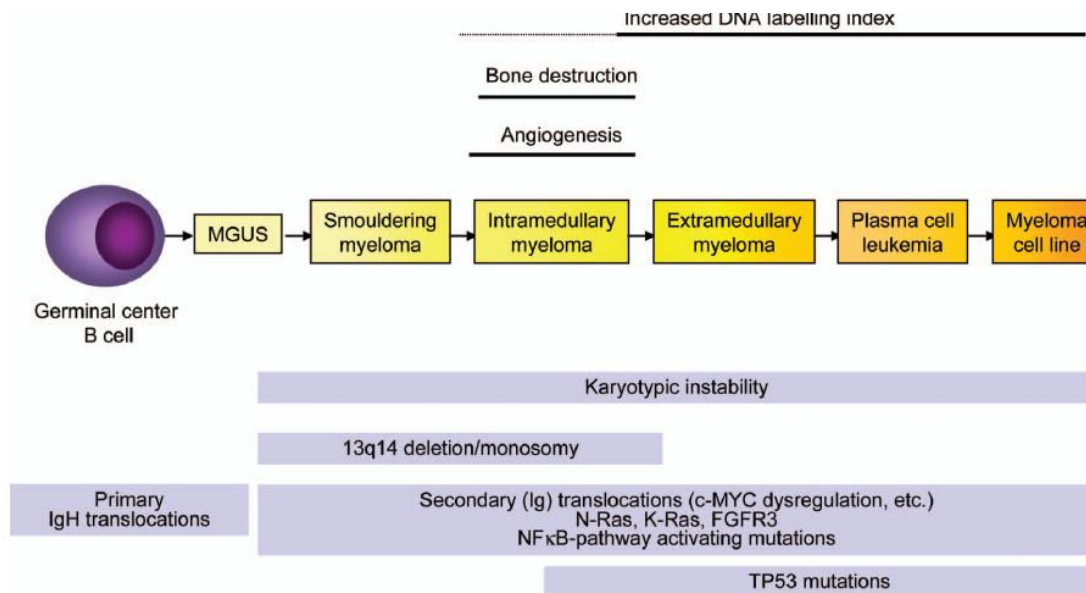 Increased DNA labelling index
Bone destruction
Angiogenesis
MGUS
Smouldering
myeloma
Intramedullary
myeloma
Extramedullary
myeloma
Plasma cell
leukemia
Myeloma
cell line
Germinal center
B cell
Karyotypic instability
13q14 deletion/monosomy
Primary
IgH translocations
Secondary (Ig) translocations (c-MYC dysregulation, etc.)
N-Ras, K-Ras, FGFR3
NFκB-pathway activating mutations
TP53 mutations